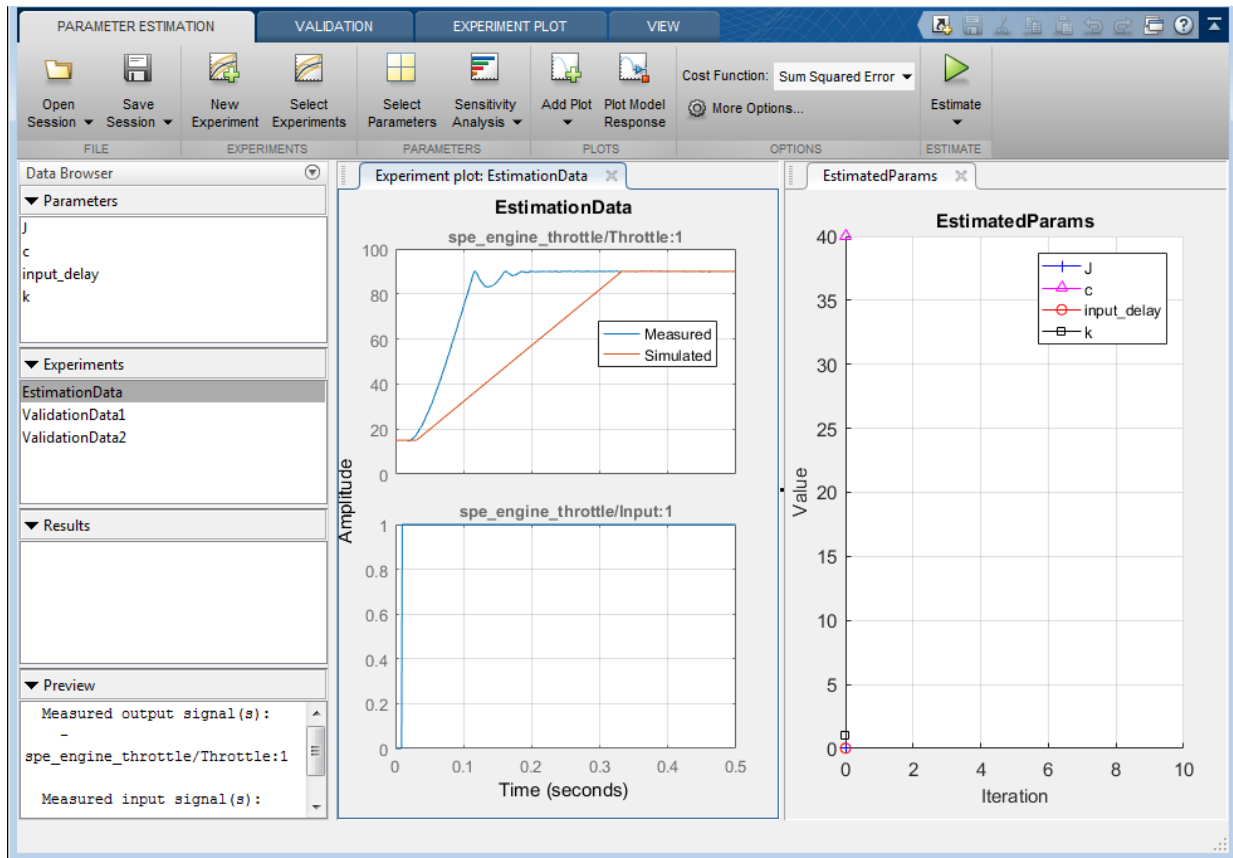 PARAMETER ESTIMATION VALIDATION EXPERIMENT PLOT VIEW
Open Session
Save Session
New Experiment
Select Experiments
Select Parameters
Sensitivity Analysis
Add Plot
Plot Model Response
Cost Function: Sum Squared Error
More Options...
Estimate
FILE EXPERIMENTS PARAMETERS PLOTS OPTIONS ESTIMATE
Data Browser
Parameters
J
c
input_delay
k
Experiments
EstimationData
ValidationData1
ValidationData2
Results
Preview
Measured output signal(s):
-
spe_engine_throttle/Throttle:1
Measured input signal(s):
Experiment plot: EstimationData
EstimationData
spe_engine_throttle/Throttle:1
100
80
60
40
20
0
Measured
Simulated
Amplitude
spe_engine_throttle/Input:1
1
0.8
0.6
0.4
0.2
0
0 0.1 0.2 0.3 0.4 0.5
Time (seconds)
EstimatedParams
EstimatedParams
40
35
30
25
20
15
10
5
0
J
c
input_delay
k
Value
0 2 4 6 8 10
Iteration